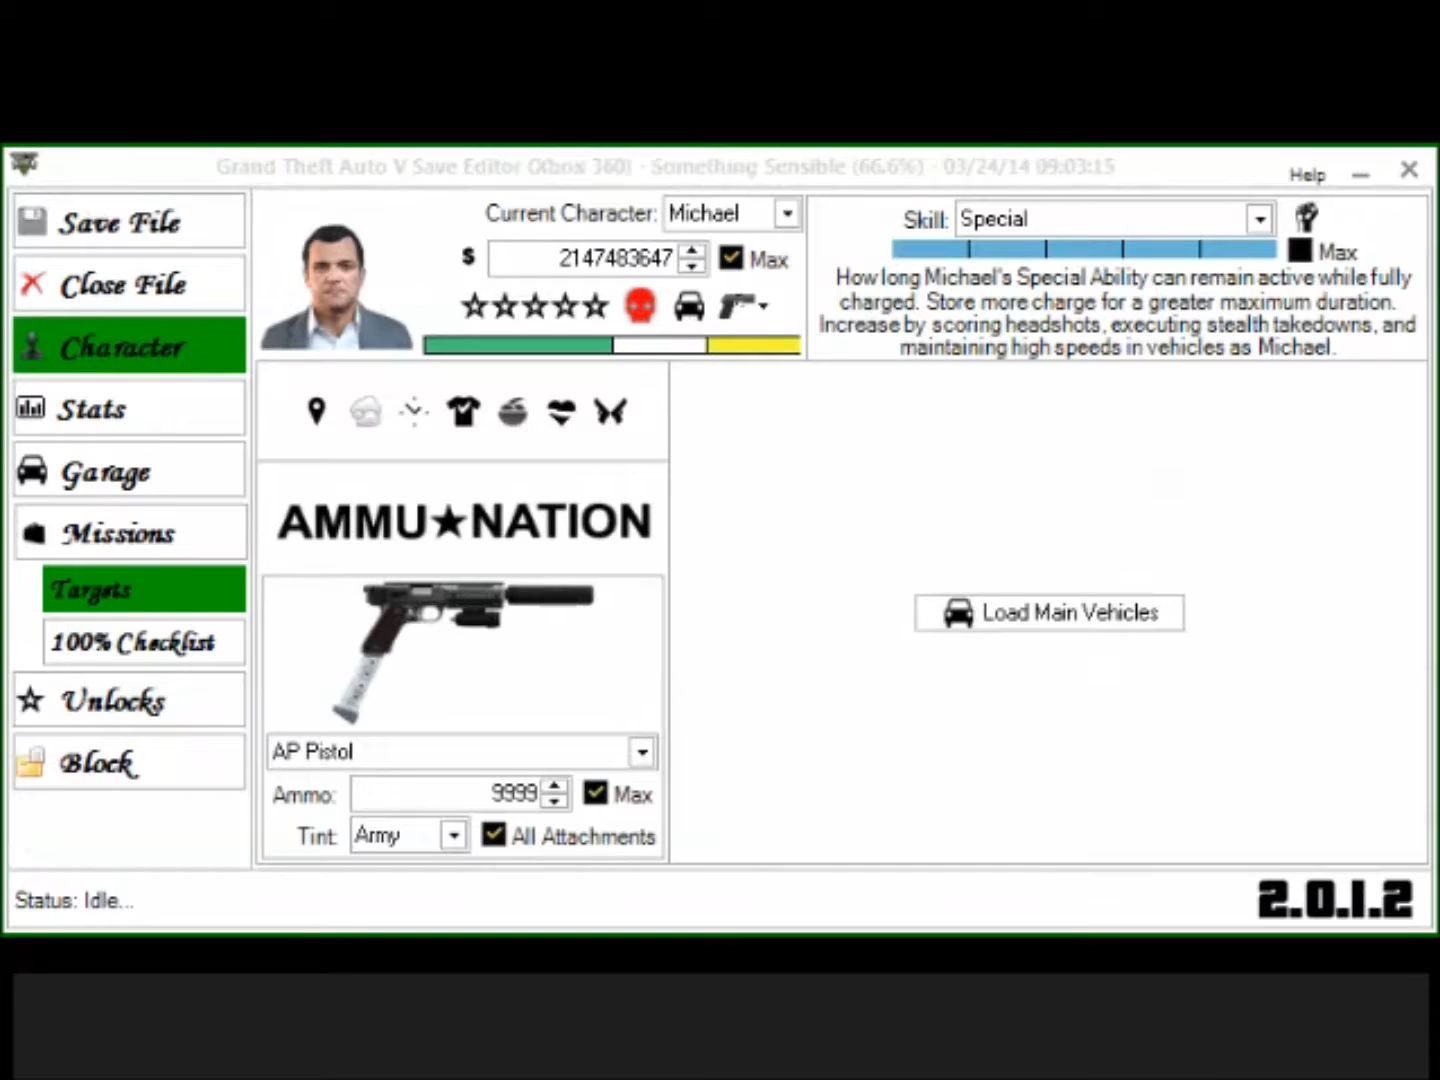 Grand Theft Auto V Save Editor (Xbox 360) - Something Sensible (66.6%) - 03/24/14 09:03:15
Help
Save File
Close File
Character
Stats
Garage
Missions
Targets
100% Checklist
Unlocks
Block
Current Character: Michael
$ 2147483647 Max
Skill: Special
Max
How long Michael's Special Ability can remain active while fully
charged. Store more charge for a greater maximum duration.
Increase by scoring headshots, executing stealth takedowns, and
maintaining high speeds in vehicles as Michael.
AMMU★NATION
AP Pistol
Ammo: 9999 Max
Tint: Army All Attachments
Load Main Vehicles
Status: Idle...
2.0.1.2